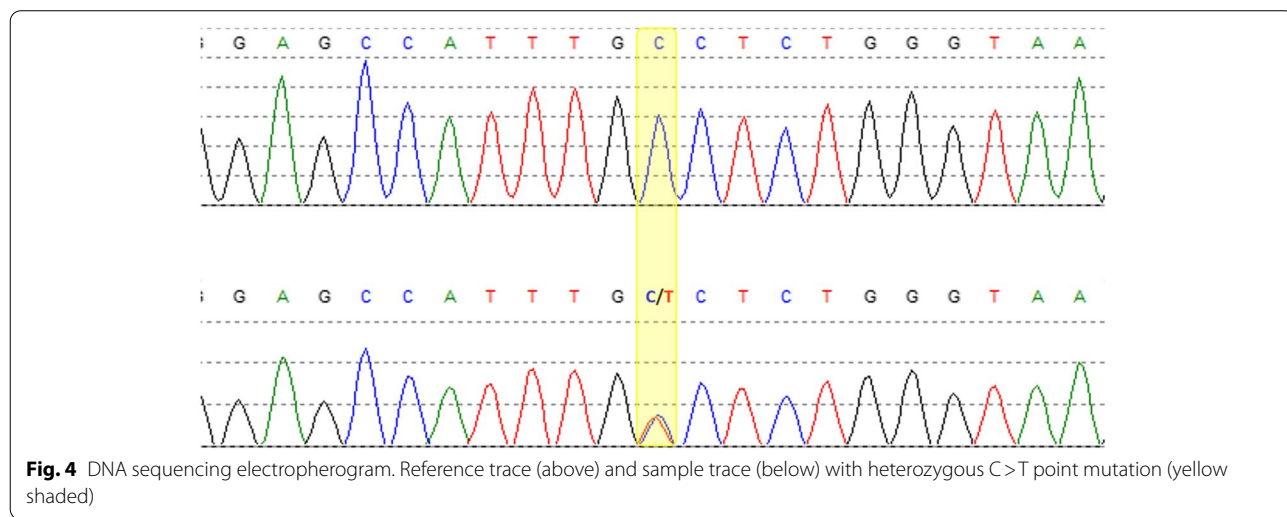 G A G C C A T T T G C C T C T G G G T A A
G A G C C A T T T G C/T C T C T G G G T A A
Fig. 4 DNA sequencing electropherogram. Reference trace (above) and sample trace (below) with heterozygous C > T point mutation (yellow
shaded)